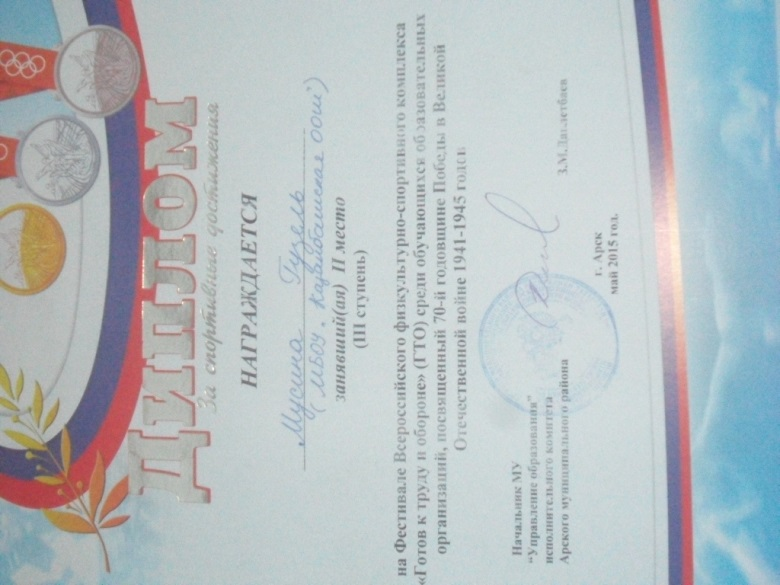 ДИПЛОМ
За спортивные достижения
НАГРАЖДАЕТСЯ
Мусина Гузель
(МБОУ
занявший(ая) II место
(III ступень)
на Фестивале Всероссийского физкультурно-спортивного комплекса
«Готов к труду и обороне» (ГТО) среди обучающихся образовательных
организаций, посвященный 70-й годовщине Победы в Великой
Отечественной войне 1941-1945 годов
Начальник МУ
“Управление образования”
исполнительного комитета
Арского муниципального района
З.М.Давлетбаев
г. Арск
май 2015 год.